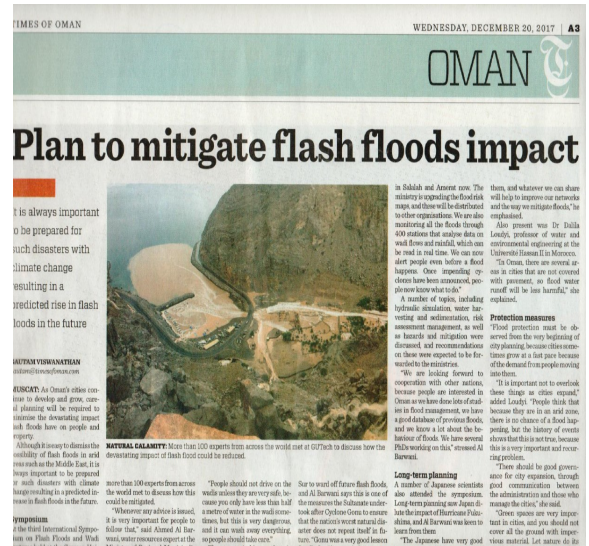 TIMES OF OMAN
WEDNESDAY, DECEMBER 20, 2017 | A3
OMAN T
Plan to mitigate flash floods impact
t is always important
o be prepared for
uch disasters with
climate change
esulting in a
predicted rise in flash
loods in the future
GAUTAM VISWANATHAN
gautam@timesofoman.com
MUSCAT: As Oman's cities con-
tinue to develop and grow, care-
ful planning will be required to
minimise the devastating impact
flash floods have on people and
property.
Although it is easy to dismiss the
possibility of flash floods in arid
areas such as the Middle East, it is
always important to be prepared
for such disasters with climate
change resulting in a predicted in-
crease in flash floods in the future.
Symposium
At the third International Sympo-
sium on Flash Floods and Wadi
NATURAL CALAMITY: More than 100 experts from across the world met at GUTech to discuss how the
devastating impact of flash flood could be reduced.
more than 100 experts from across
the world met to discuss how this
could be mitigated.
"Whenever any advice is issued,
it is very important for people to
follow that," said Ahmed Al Bar-
wani, water resources expert at the
"People should not drive on the
wadis unless they are very safe, be-
cause you only have less than half
a metre of water in the wadi some-
times, but this is very dangerous,
and it can wash away everything,
so people should take care."
Sur to ward off future flash floods,
and Al Barwani says this is one of
the measures the Sultanate under-
took after Cyclone Gonu to ensure
that the nation's worst natural dis-
aster does not repeat itself in fu-
ture. "Gonu was a very good lesson
in Salalah and Amerat now. The
ministry is upgrading the flood risk
maps, and these will be distributed
to other organisations. We are also
monitoring all the floods through
400 stations that analyse data on
wadi flows and rainfall, which can
be read in real time. We can now
alert people even before a flood
happens. Once impending cy-
clones have been announced, peo-
ple now know what to do."
A number of topics, including
hydraulic simulation, water har-
vesting and sedimentation, risk
assessment management, as well
as hazards and mitigation were
discussed, and recommendations
on these were expected to be for-
warded to the ministries.
"We are looking forward to
cooperation with other nations,
because people are interested in
Oman as we have done lots of stud-
ies in flood management, we have
a good database of previous floods,
and we know a lot about the be-
haviour of floods. We have several
PhDs working on this," stressed Al
Barwani.
Long-term planning
A number of Japanese scientists
also attended the symposium.
Long-term planning saw Japan di-
lute the impact of Hurricane Fukur-
shima, and Al Barwani was keen to
learn from them
"The Japanese have very good
them, and whatever we can share
will help to improve our networks
and the way we mitigate floods," he
emphasised.
Also present was Dr Dalila
Loudyi, professor of water and
environmental engineering at the
Université Hassan II in Morocco.
"In Oman, there are several ar-
eas in cities that are not covered
with pavement, so flood water
runoff will be less harmful," she
explained.
Protection measures
"Flood protection must be ob-
served from the very beginning of
city planning, because cities some-
times grow at a fast pace because
of the demand from people moving
into them.
"It is important not to overlook
these things as cities expand,"
added Loudyi. "People think that
because they are in an arid zone,
there is no chance of a flood hap-
pening, but the history of events
shows that this is not true, because
this is a very important and recur-
ring problem.
"There should be good govern-
ance for city expansion, through
good communication between
the administration and those who
manage the cities," she said.
"Green spaces are very impor-
tant in cities, and you should not
cover all the ground with imper-
vious material. Let nature do its